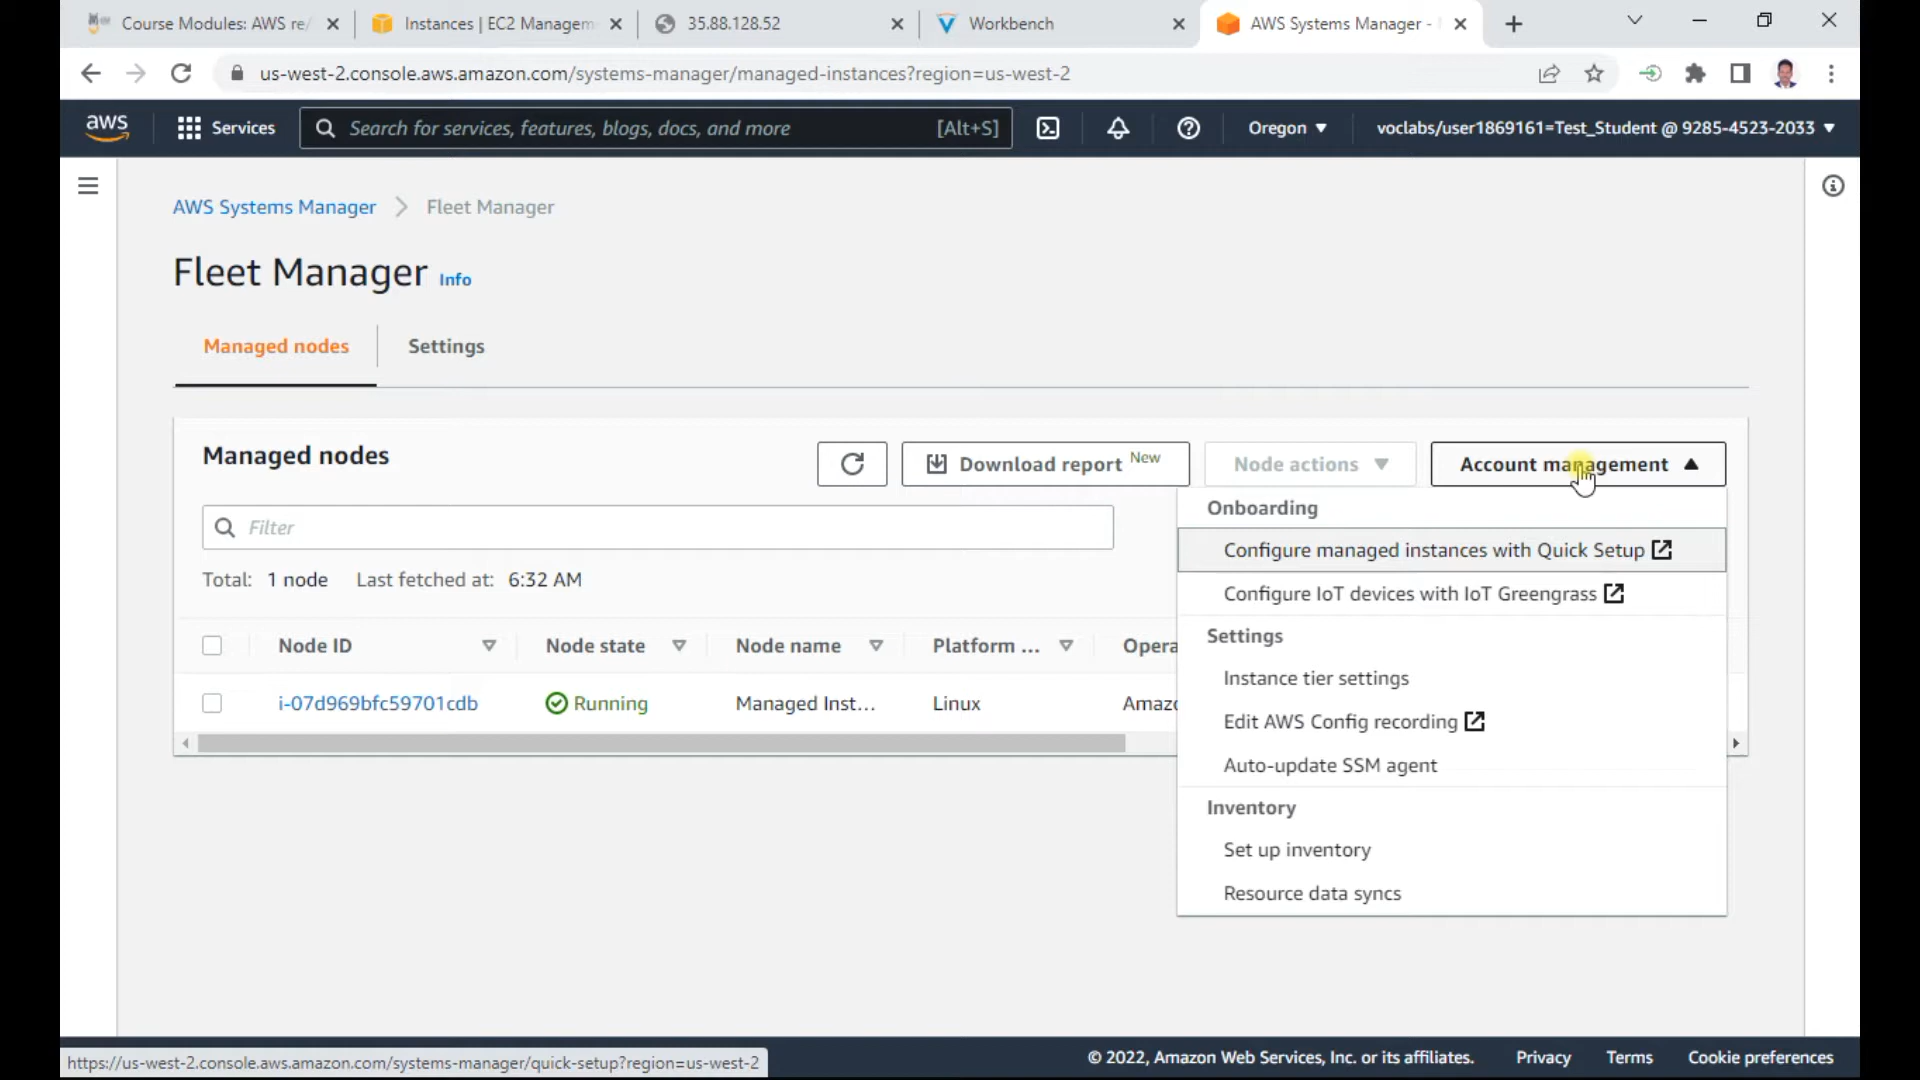 Course Modules: AWS re/
Instances | EC2 Managem
35.88.128.52
Workbench
AWS Systems Manager -
us-west-2.console.aws.amazon.com/systems-manager/managed-instances?region=us-west-2
aws
Services
Search for services, features, blogs, docs, and more
[Alt+S]
Oregon
voclabs/user1869161=Test_Student @ 9285-4523-2033
AWS Systems Manager
Fleet Manager
Fleet Manager Info
Managed nodes
Settings
Managed nodes
Download report New
Node actions
Account management
Filter
Total: 1 node Last fetched at: 6:32 AM
Node ID
Node state
Node name
Platform ...
Opera
i-07d969bfc59701cdb
Running
Managed Inst...
Linux
Amazo
Onboarding
Configure managed instances with Quick Setup
Configure IoT devices with IoT Greengrass
Settings
Instance tier settings
Edit AWS Config recording
Auto-update SSM agent
Inventory
Set up inventory
Resource data syncs
https://us-west-2.console.aws.amazon.com/systems-manager/quick-setup?region=us-west-2
© 2022, Amazon Web Services, Inc. or its affiliates.
Privacy
Terms
Cookie preferences